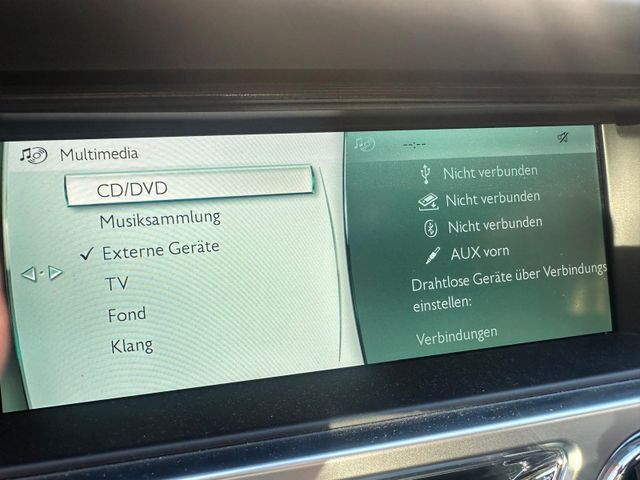 Multimedia
CD/DVD
Musiksammlung
✓ Externe Geräte
TV
Fond
Klang
--:--
Nicht verbunden
Nicht verbunden
Nicht verbunden
AUX vorn
Drahtlose Geräte über Verbindungs
einstellen:
Verbindungen